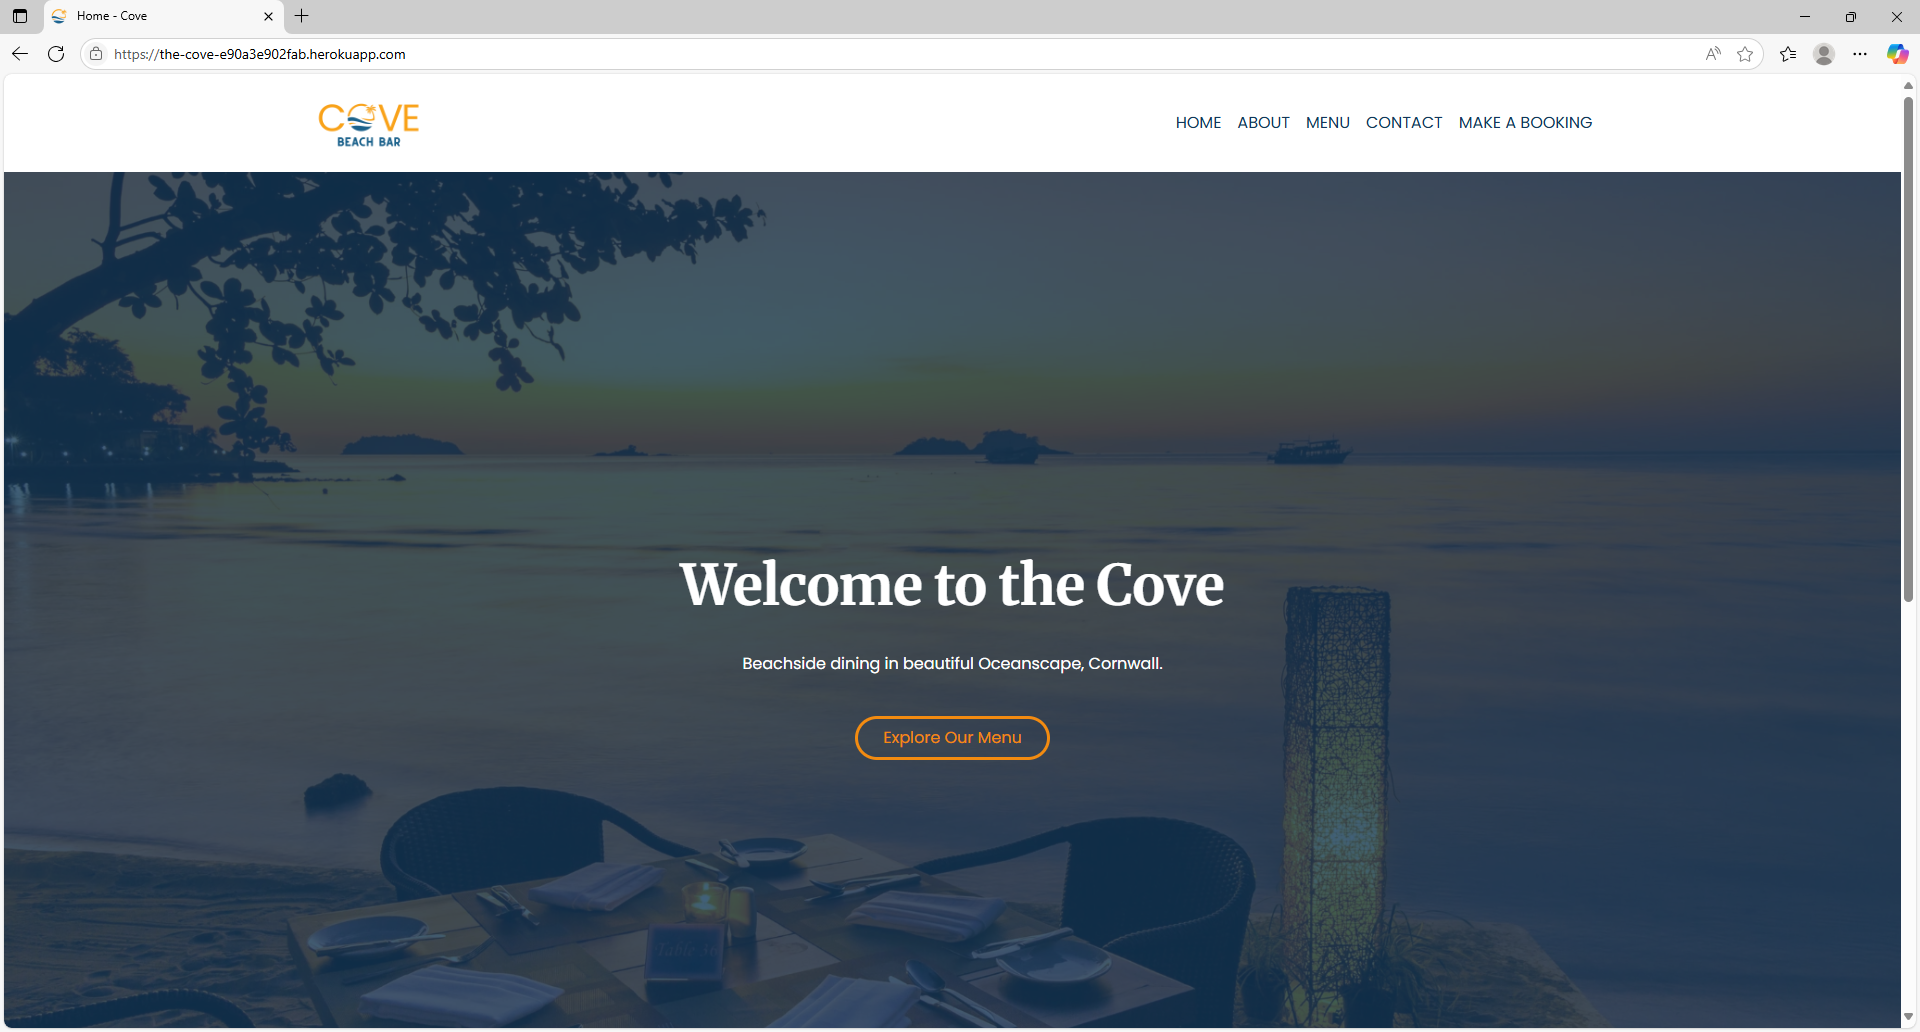 Home - Cove
https://the-cove-e90a3e902fab.herokuapp.com
COVE
BEACH BAR
HOME ABOUT MENU CONTACT MAKE A BOOKING
Welcome to the Cove
Beachside dining in beautiful Oceanscape, Cornwall.
Explore Our Menu